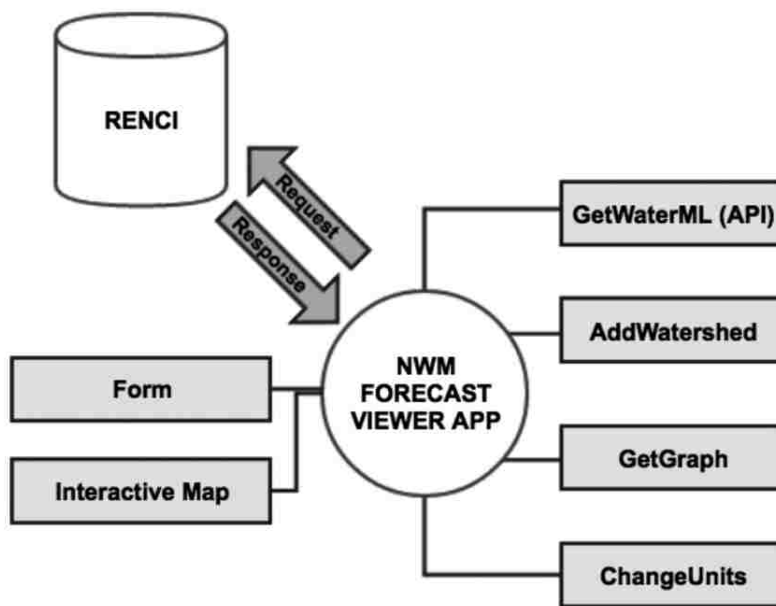 RENCI
Request
Response
GetWaterML (API)
AddWatershed
NWM
FORECAST
VIEWER APP
Form
GetGraph
Interactive Map
ChangeUnits